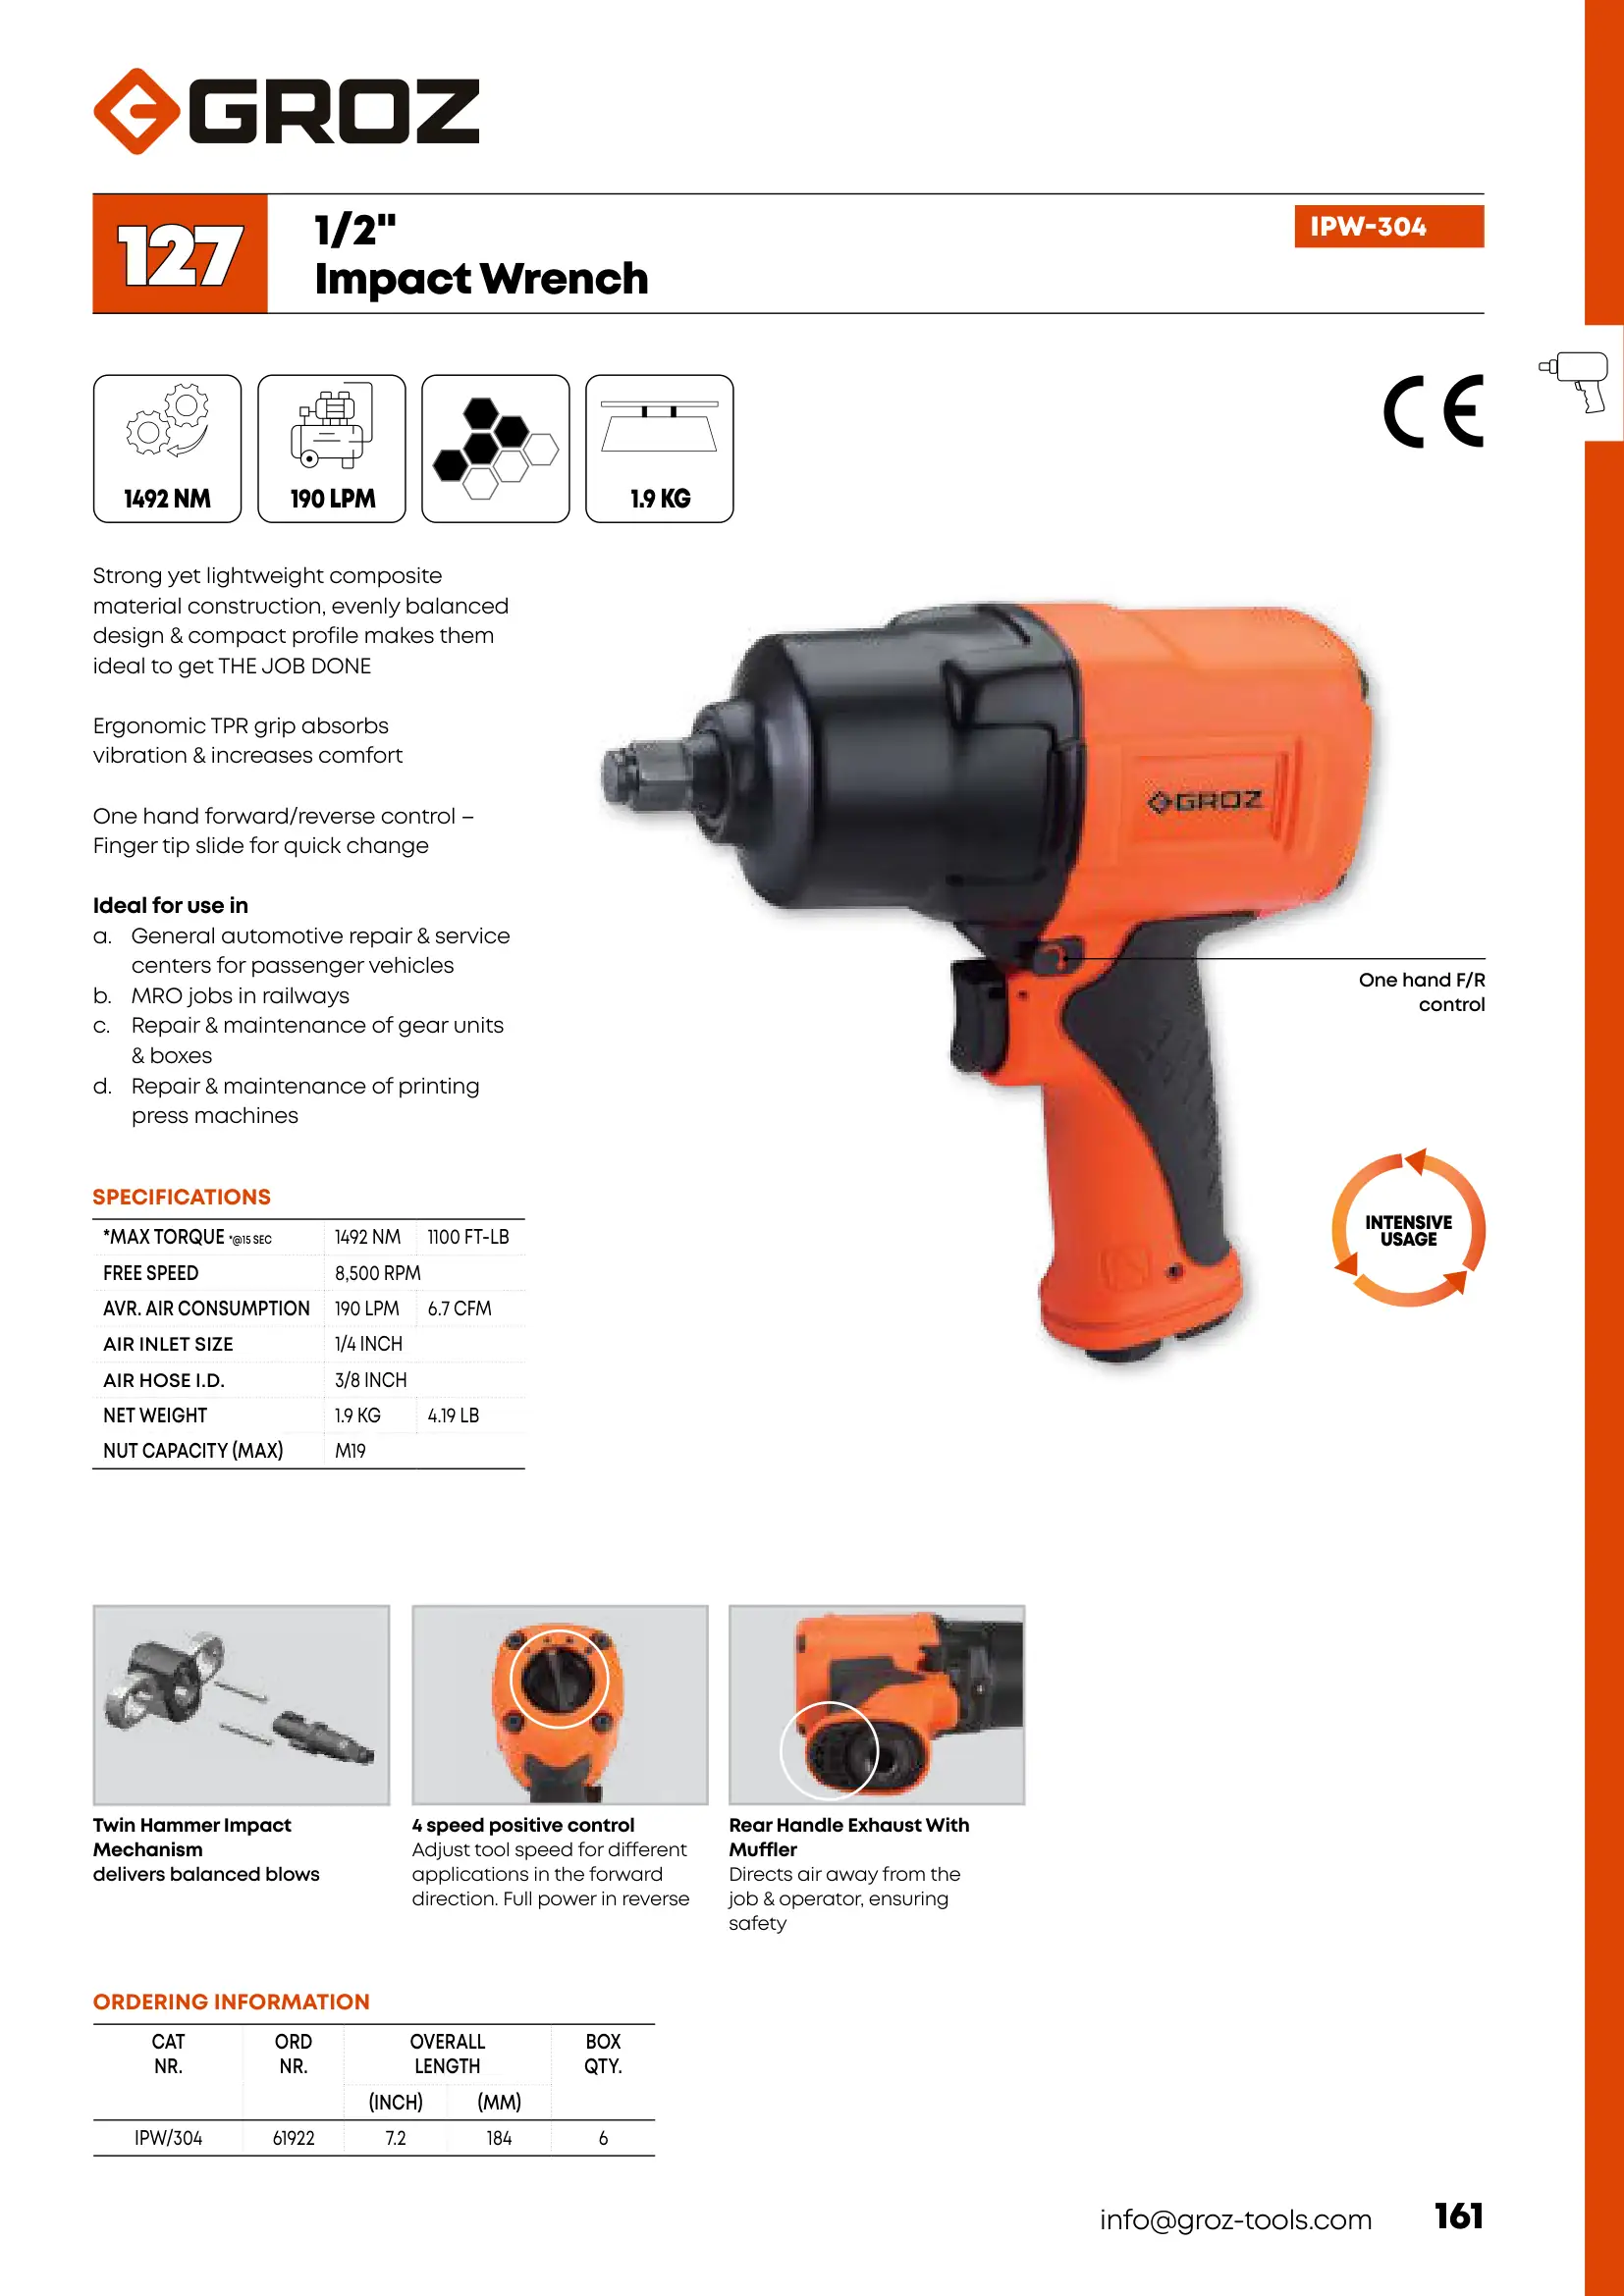 GROZ
127
1/2"
Impact Wrench
IPW-304
1492 NM
190 LPM
1.9 KG
CE
Strong yet lightweight composite
material construction, evenly balanced
design & compact profile makes them
ideal to get THE JOB DONE
Ergonomic TPR grip absorbs
vibration & increases comfort
One hand forward/reverse control –
Finger tip slide for quick change
Ideal for use in
a. General automotive repair & service
centers for passenger vehicles
b. MRO jobs in railways
c. Repair & maintenance of gear units
& boxes
d. Repair & maintenance of printing
press machines
GROZ
One hand F/R
control
INTENSIVE
USAGE
SPECIFICATIONS
*MAX TORQUE *@15 SEC 1492 NM 1100 FT-LB
FREE SPEED 8,500 RPM
AVR. AIR CONSUMPTION 190 LPM 6.7 CFM
AIR INLET SIZE 1/4 INCH
AIR HOSE I.D. 3/8 INCH
NET WEIGHT 1.9 KG 4.19 LB
NUT CAPACITY (MAX) M19
Twin Hammer Impact
Mechanism
delivers balanced blows
4 speed positive control
Adjust tool speed for different
applications in the forward
direction. Full power in reverse
Rear Handle Exhaust With
Muffler
Directs air away from the
job & operator, ensuring
safety
ORDERING INFORMATION
CAT ORD OVERALL BOX
NR. NR. LENGTH QTY.
(INCH) (MM)
IPW/304 61922 7.2 184 6
info@groz-tools.com 161